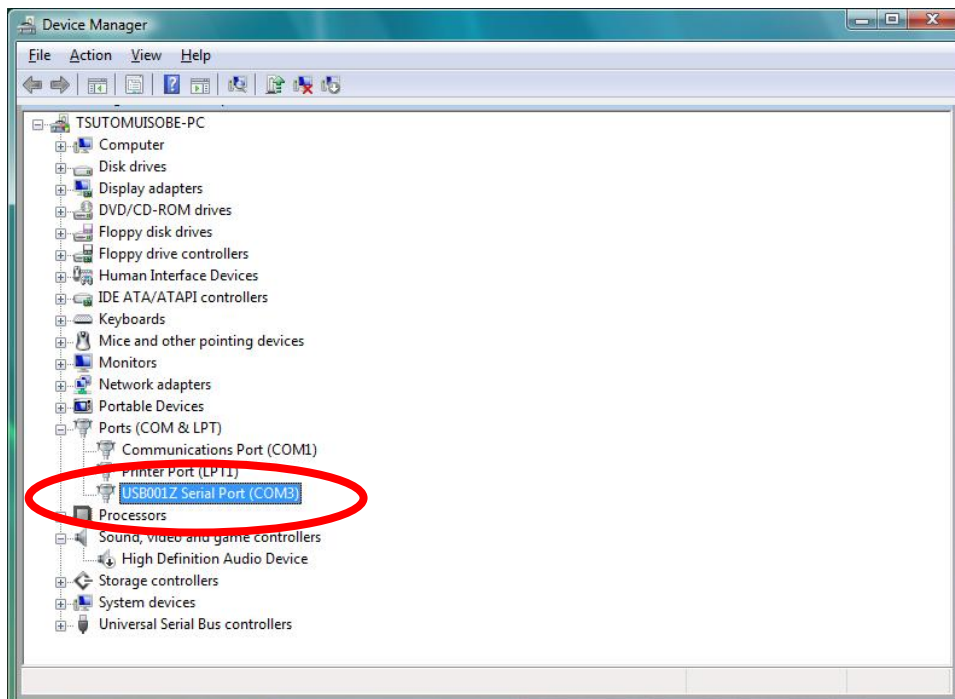 Device Manager
File Action View Help
TSUTOMUISOBE-PC
Computer
Disk drives
Display adapters
DVD/CD-ROM drives
Floppy disk drives
Floppy drive controllers
Human Interface Devices
IDE ATA/ATAPI controllers
Keyboards
Mice and other pointing devices
Monitors
Network adapters
Portable Devices
Ports (COM & LPT)
Communications Port (COM1)
Printer Port (LPT1)
USB001Z Serial Port (COM3)
Processors
Sound, video and game controllers
High Definition Audio Device
Storage controllers
System devices
Universal Serial Bus controllers